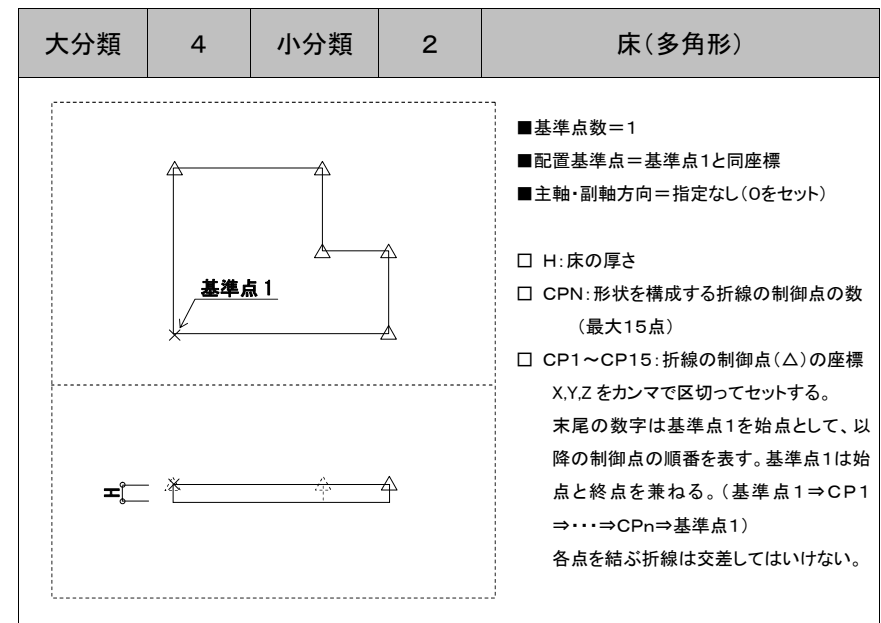 大分類 4 小分類 2 床(多角形)
基準点1
H
■基準点数=1
■配置基準点=基準点1と同座標
■主軸・副軸方向=指定なし(0をセット)
□ H:床の厚さ
□ CPN:形状を構成する折線の制御点の数
(最大15点)
□ CP1~CP15:折線の制御点(△)の座標
X,Y,Z をカンマで区切ってセットする。
末尾の数字は基準点1を始点として、以
降の制御点の順番を表す。基準点1は始
点と終点を兼ねる。(基準点1⇒CP1
⇒・・・⇒CPn⇒基準点1)
各点を結ぶ折線は交差してはいけない。